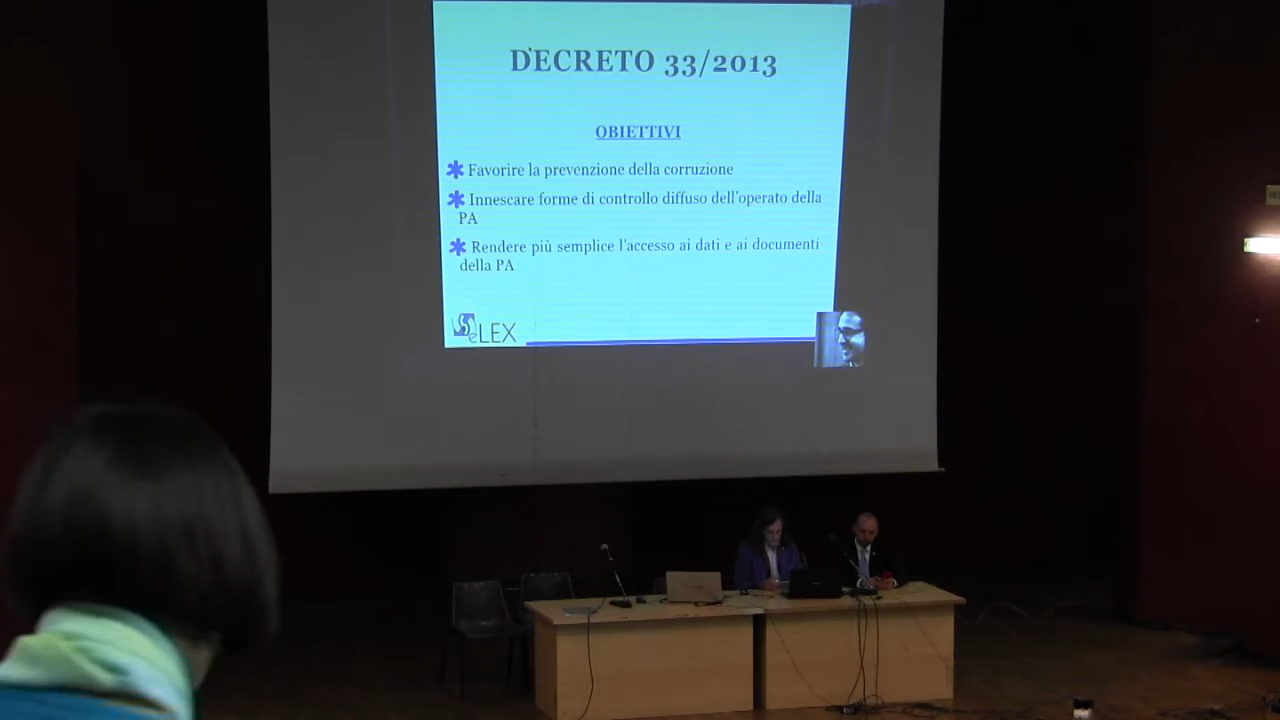 DECRETO 33/2013
OBIETTIVI
Favorire la prevenzione della corruzione
Innescare forme di controllo diffuso dell'operato della
PA
Rendere più semplice l'accesso ai dati e ai documenti
della PA
SeLEX